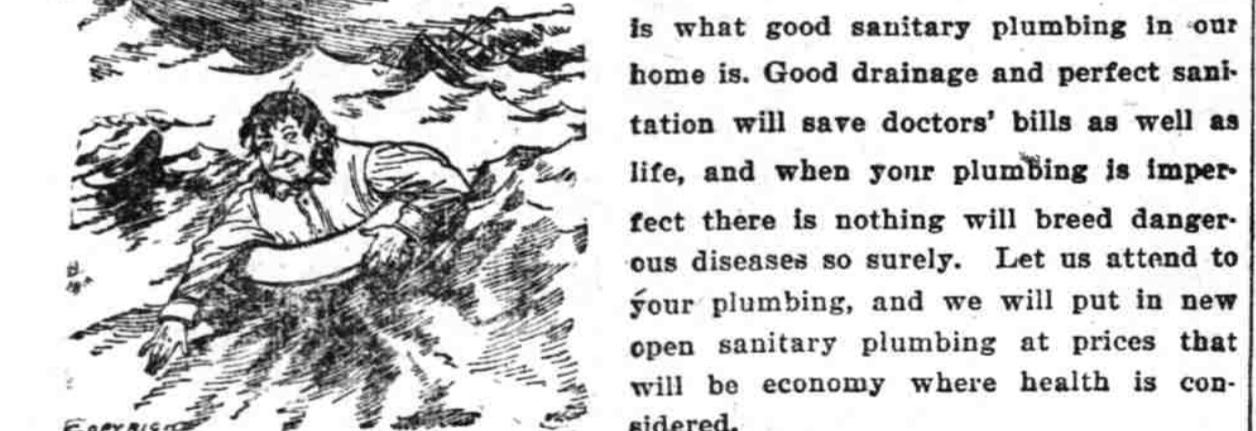 is what good sanitary plumbing in our
home is. Good drainage and perfect sani-
tation will save doctors' bills as well as
life, and when your plumbing is imper-
fect there is nothing will breed danger-
ous diseases so surely. Let us attend to
your plumbing, and we will put in new
open sanitary plumbing at prices that
will be economy where health is con-
sidered.